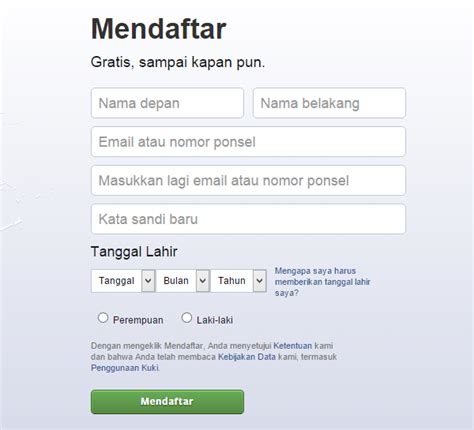 Mendaftar
Gratis, sampai kapan pun.
Nama depan Nama belakang
Email atau nomor ponsel
Masukkan lagi email atau nomor ponsel
Kata sandi baru
Tanggal Lahir
Tanggal Bulan Tahun
Mengapa saya harus
memberikan tanggal lahir
saya?
Perempuan Laki-laki
Dengan mengeklik Mendaftar, Anda menyetujui Ketentuan kami
dan bahwa Anda telah membaca Kebijakan Data kami, termasuk
Penggunaan Kuki.
Mendaftar